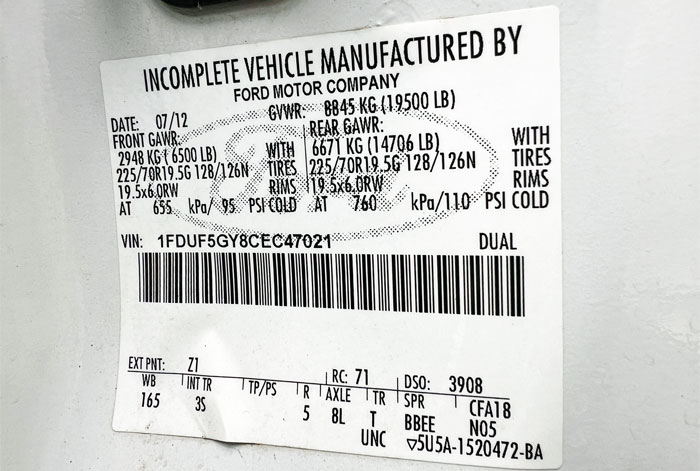 INCOMPLETE VEHICLE MANUFACTURED BY
FORD MOTOR COMPANY
DATE: 07/12 GVWR: 8845 KG (19500 LB)
FRONT GAWR: REAR GAWR:
2948 KG ( 6500 LB) WITH 6671 KG (14706 LB) WITH
225/70R19.5G 128/126N TIRES 225/70R19.5G 128/126N TIRES
19.5x6.0RW RIMS 19.5x6.0RW RIMS
AT 655 kPa/ 95 PSI COLD AT 760 kPa/110 PSI COLD
VIN: 1FDUF5GY8CEC47021 DUAL
EXT PNT: Z1 RC: 71 DSO: 3908
WB INT TR TP/PS R AXLE TR SPR CFA18
165 3S 5 8L T BBEE N05
UNC ▽5U5A-1520472-BA